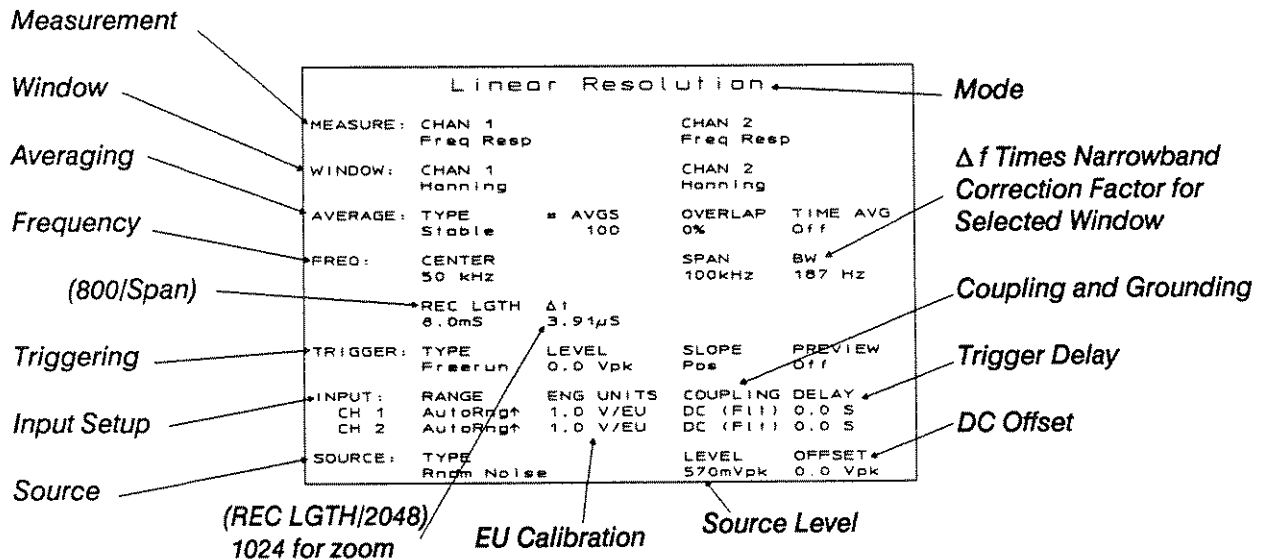 Measurement
Window
Averaging
Frequency
(800/Span)
Triggering
Input Setup
Source
Linear Resolution
MEASURE: CHAN 1 CHAN 2
Freq Resp Freq Resp
WINDOW: CHAN 1 CHAN 2
Hanning Hanning
AVERAGE: TYPE # AVGS OVERLAP TIME AVG
Stable 100 0% Off
FREQ: CENTER SPAN BW
50 kHz 100kHz 187 Hz
REC LGTH Δt
8.0mS 3.91µS
TRIGGER: TYPE LEVEL SLOPE PREVIEW
Freerun 0.0 Vpk Pos Off
INPUT: RANGE ENG UNITS COUPLING DELAY
CH 1 AutoRng↑ 1.0 V/EU DC (Flt) 0.0 S
CH 2 AutoRng↑ 1.0 V/EU DC (Flt) 0.0 S
SOURCE: TYPE LEVEL OFFSET
Rndm Noise 570mVpk 0.0 Vpk
Mode
Δ f Times Narrowband
Correction Factor for
Selected Window
Coupling and Grounding
Trigger Delay
DC Offset
(REC LGTH/2048)
1024 for zoom
EU Calibration
Source Level